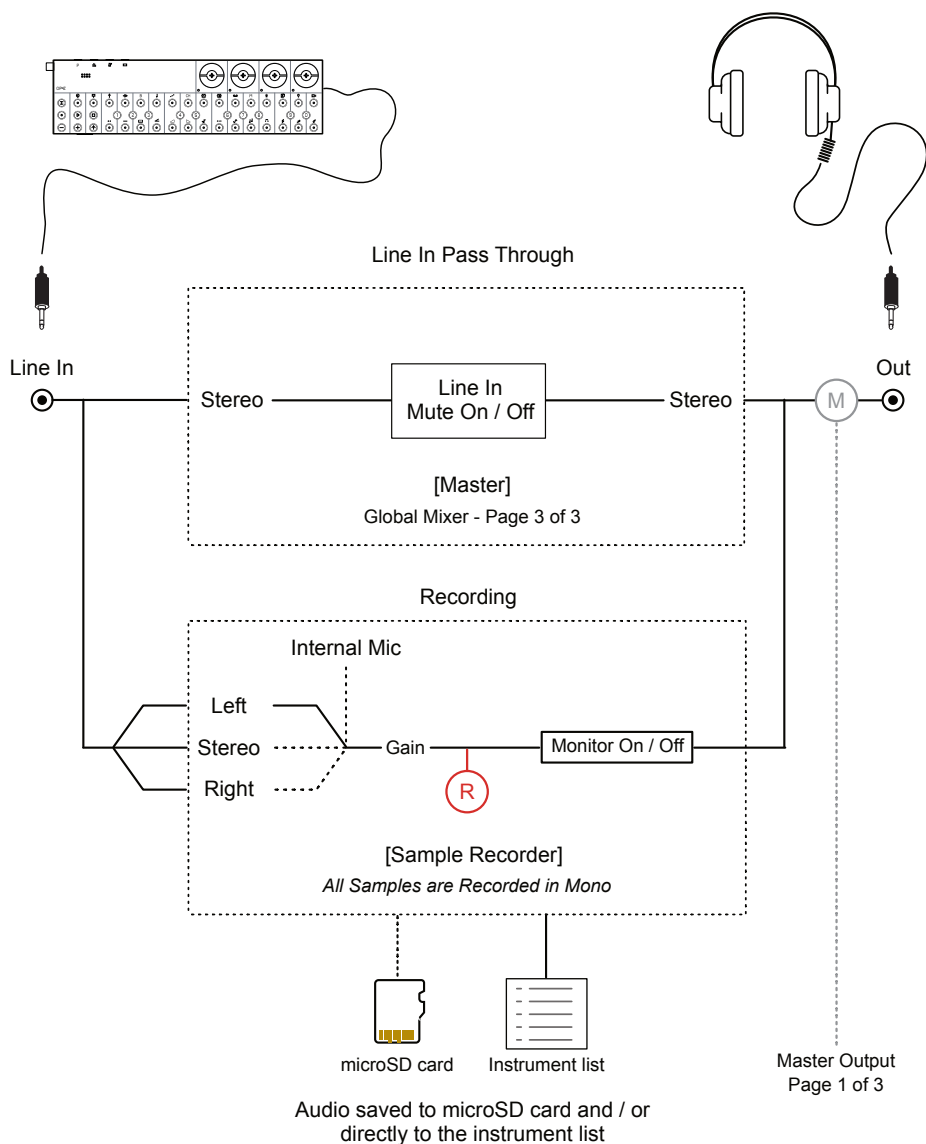 Line In Pass Through
Line In
Out
Stereo
Line In
Mute On / Off
Stereo
M
[Master]
Global Mixer - Page 3 of 3
Recording
Internal Mic
Left
Stereo
Right
Gain
R
Monitor On / Off
[Sample Recorder]
All Samples are Recorded in Mono
microSD card
Instrument list
Master Output
Page 1 of 3
Audio saved to microSD card and / or
directly to the instrument list